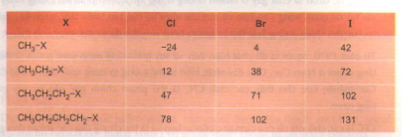 X Cl Br I
CH₃–X –24 4 42
CH₃CH₂–X 12 38 72
CH₃CH₂CH₂–X 47 71 102
CH₃CH₂CH₂CH₂–X 78 102 131